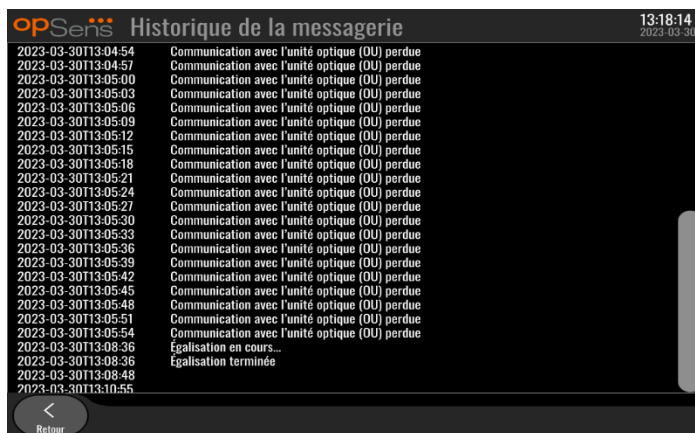 opSens Historique de la messagerie 13:18:14
2023-03-30
2023-03-30T13:04:54 Communication avec l'unité optique (OU) perdue
2023-03-30T13:04:57 Communication avec l'unité optique (OU) perdue
2023-03-30T13:05:00 Communication avec l'unité optique (OU) perdue
2023-03-30T13:05:03 Communication avec l'unité optique (OU) perdue
2023-03-30T13:05:06 Communication avec l'unité optique (OU) perdue
2023-03-30T13:05:09 Communication avec l'unité optique (OU) perdue
2023-03-30T13:05:12 Communication avec l'unité optique (OU) perdue
2023-03-30T13:05:15 Communication avec l'unité optique (OU) perdue
2023-03-30T13:05:18 Communication avec l'unité optique (OU) perdue
2023-03-30T13:05:21 Communication avec l'unité optique (OU) perdue
2023-03-30T13:05:24 Communication avec l'unité optique (OU) perdue
2023-03-30T13:05:27 Communication avec l'unité optique (OU) perdue
2023-03-30T13:05:30 Communication avec l'unité optique (OU) perdue
2023-03-30T13:05:33 Communication avec l'unité optique (OU) perdue
2023-03-30T13:05:36 Communication avec l'unité optique (OU) perdue
2023-03-30T13:05:39 Communication avec l'unité optique (OU) perdue
2023-03-30T13:05:42 Communication avec l'unité optique (OU) perdue
2023-03-30T13:05:45 Communication avec l'unité optique (OU) perdue
2023-03-30T13:05:48 Communication avec l'unité optique (OU) perdue
2023-03-30T13:05:51 Communication avec l'unité optique (OU) perdue
2023-03-30T13:05:54 Communication avec l'unité optique (OU) perdue
2023-03-30T13:08:36 Égalisation en cours...
2023-03-30T13:08:36 Égalisation terminée
2023-03-30T13:08:48
2023-03-30T13:10:55
Retour